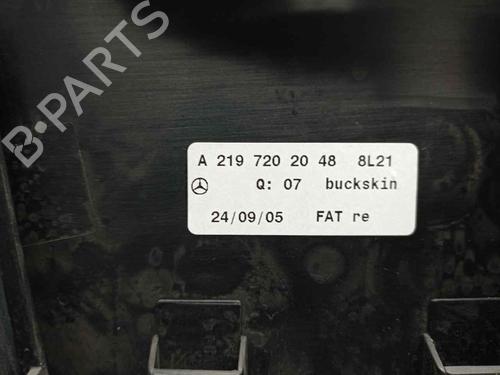 A 219 720 20 48 8L21
Q: 07 buckskin
24/09/05 FAT re
B-PARTS